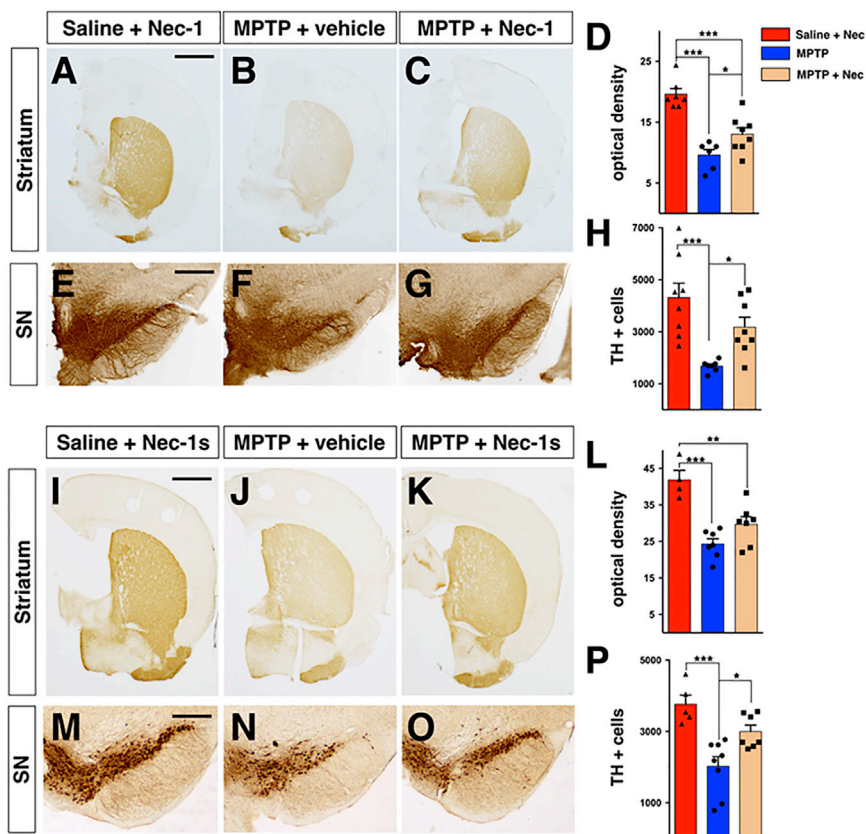 Saline + Nec-1 MPTP + vehicle MPTP + Nec-1
Striatum
A B C
SN
E F G
D
optical density
25
15
5
***
*** *
Saline + Nec
MPTP
MPTP + Nec
H
TH + cells
7000
5000
3000
1000
*** *
Saline + Nec-1s MPTP + vehicle MPTP + Nec-1s
Striatum
I J K
SN
M N O
L
optical density
45
35
25
15
5
**
***
P
TH + cells
5000
3000
1000
*** *